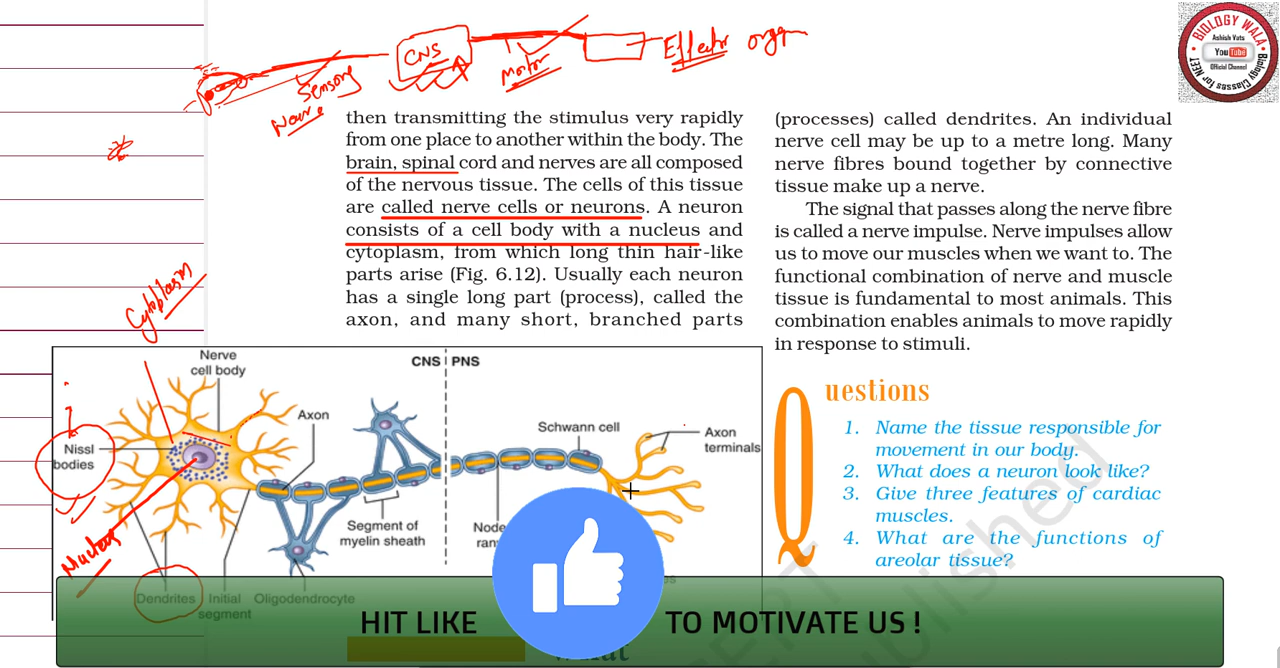 CNS
Effector organ
Motor
Sensory
Nerve
BIOLOGY WALA
Ashish Vats
YouTube
Official Channel
Biology Classes for NEET
then transmitting the stimulus very rapidly
from one place to another within the body. The
brain, spinal cord and nerves are all composed
of the nervous tissue. The cells of this tissue
are called nerve cells or neurons. A neuron
consists of a cell body with a nucleus and
cytoplasm, from which long thin hair-like
parts arise (Fig. 6.12). Usually each neuron
has a single long part (process), called the
axon, and many short, branched parts
(processes) called dendrites. An individual
nerve cell may be up to a metre long. Many
nerve fibres bound together by connective
tissue make up a nerve.
The signal that passes along the nerve fibre
is called a nerve impulse. Nerve impulses allow
us to move our muscles when we want to. The
functional combination of nerve and muscle
tissue is fundamental to most animals. This
combination enables animals to move rapidly
in response to stimuli.
Cytoplasm
Nerve
cell body
CNS PNS
Axon
Schwann cell
Axon
terminals
Nissl
bodies
Segment of
myelin sheath
Node
Nucleus
Dendrites
Initial
segment
Oligodendrocyte
Questions
1. Name the tissue responsible for
movement in our body.
2. What does a neuron look like?
3. Give three features of cardiac
muscles.
4. What are the functions of
areolar tissue?
HIT LIKE TO MOTIVATE US !